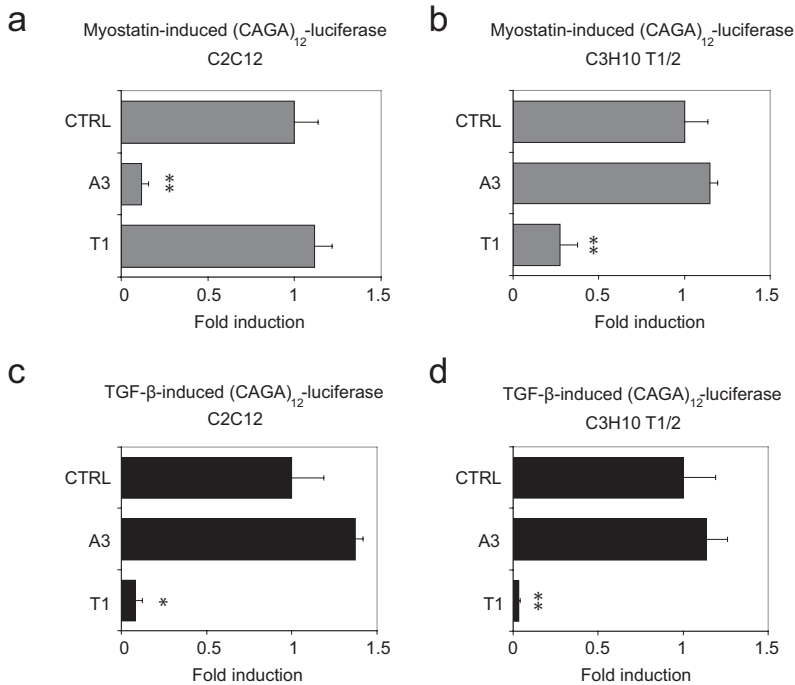 a
Myostatin-induced (CAGA)12-luciferase
C2C12
CTRL
A3
**
T1
0 0.5 1 1.5
Fold induction
b
Myostatin-induced (CAGA)12-luciferase
C3H10 T1/2
CTRL
A3
T1
**
0 0.5 1 1.5
Fold induction
c
TGF-β-induced (CAGA)12-luciferase
C2C12
CTRL
A3
T1
*
0 0.5 1 1.5
Fold induction
d
TGF-β-induced (CAGA)12-luciferase
C3H10 T1/2
CTRL
A3
T1
**
0 0.5 1 1.5
Fold induction